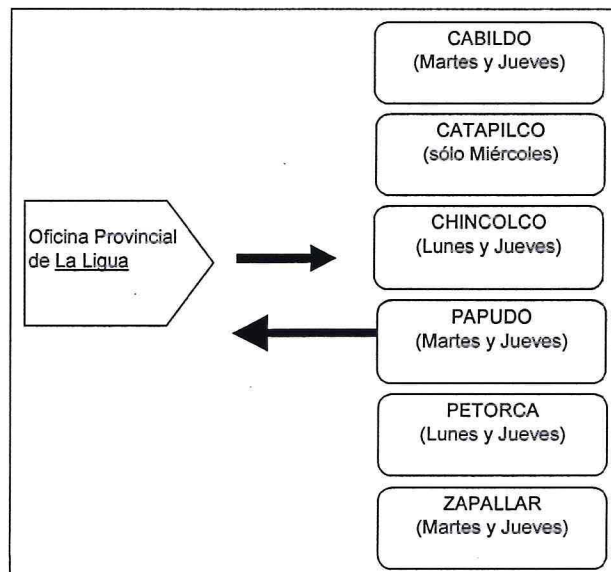 Oficina Provincial
de La Ligua
CABILDO
(Martes y Jueves)
CATAPILCO
(sólo Miércoles)
CHINCOLCO
(Lunes y Jueves)
PAPUDO
(Martes y Jueves)
PETORCA
(Lunes y Jueves)
ZAPALLAR
(Martes y Jueves)